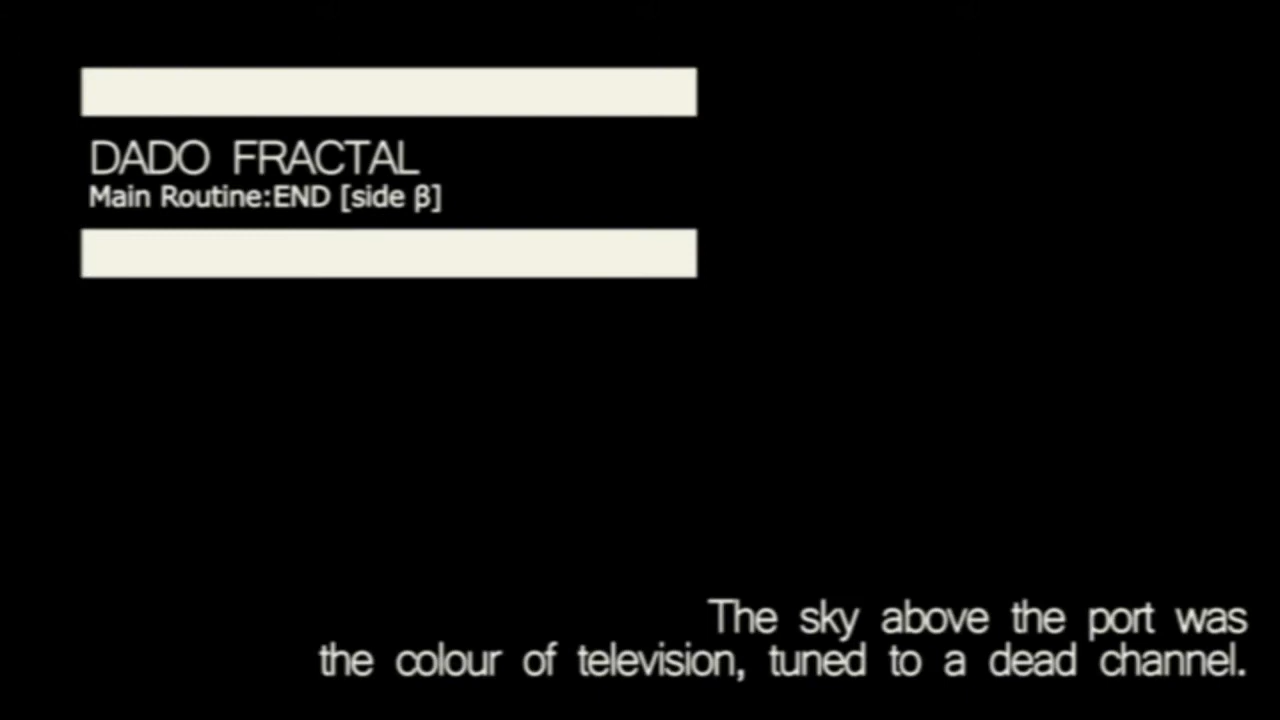 DADO FRACTAL
Main Routine:END [side β]
The sky above the port was
the colour of television, tuned to a dead channel.